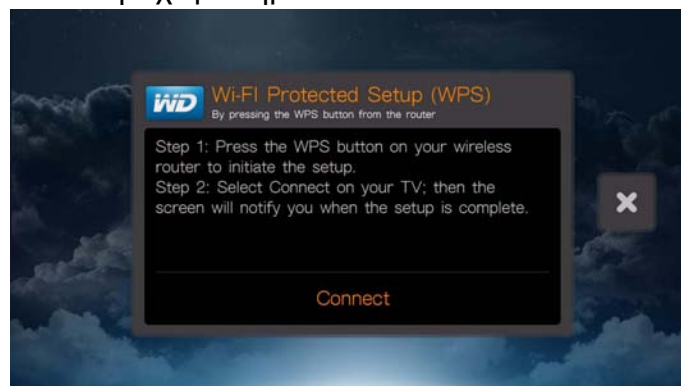 WD
Wi-FI Protected Setup (WPS)
By pressing the WPS button from the router
Step 1: Press the WPS button on your wireless
router to initiate the setup.
Step 2: Select Connect on your TV; then the
screen will notify you when the setup is complete.
Connect